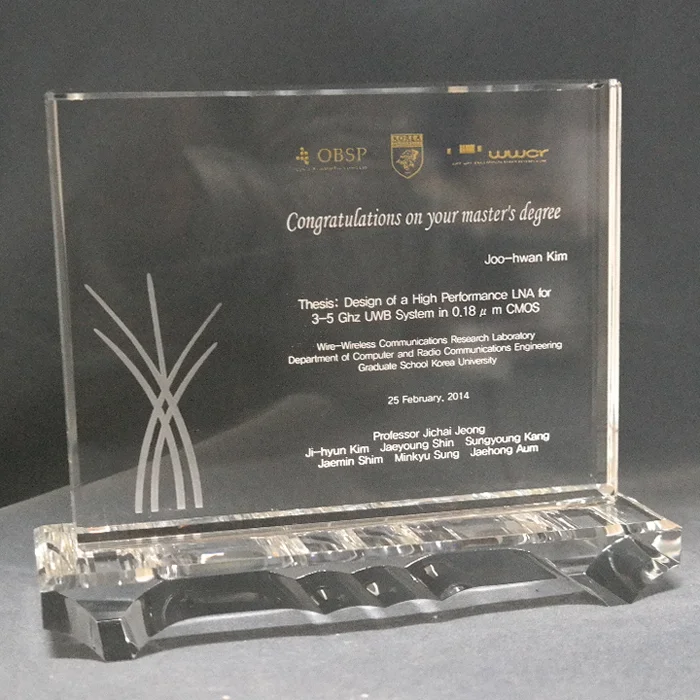 OBSP
KOREA
wwcr
Congratulations on your master's degree
Joo-hwan Kim
Thesis: Design of a High Performance LNA for
3-5 Ghz UWB System in 0.18 μm CMOS
Wire-Wireless Communications Research Laboratory
Department of Computer and Radio Communications Engineering
Graduate School Korea University
25 February, 2014
Professor Jichai Jeong
Ji-hyun Kim Jaeyoung Shin Sungyoung Kang
Jaemin Shim Minkyu Sung Jaehong Aum